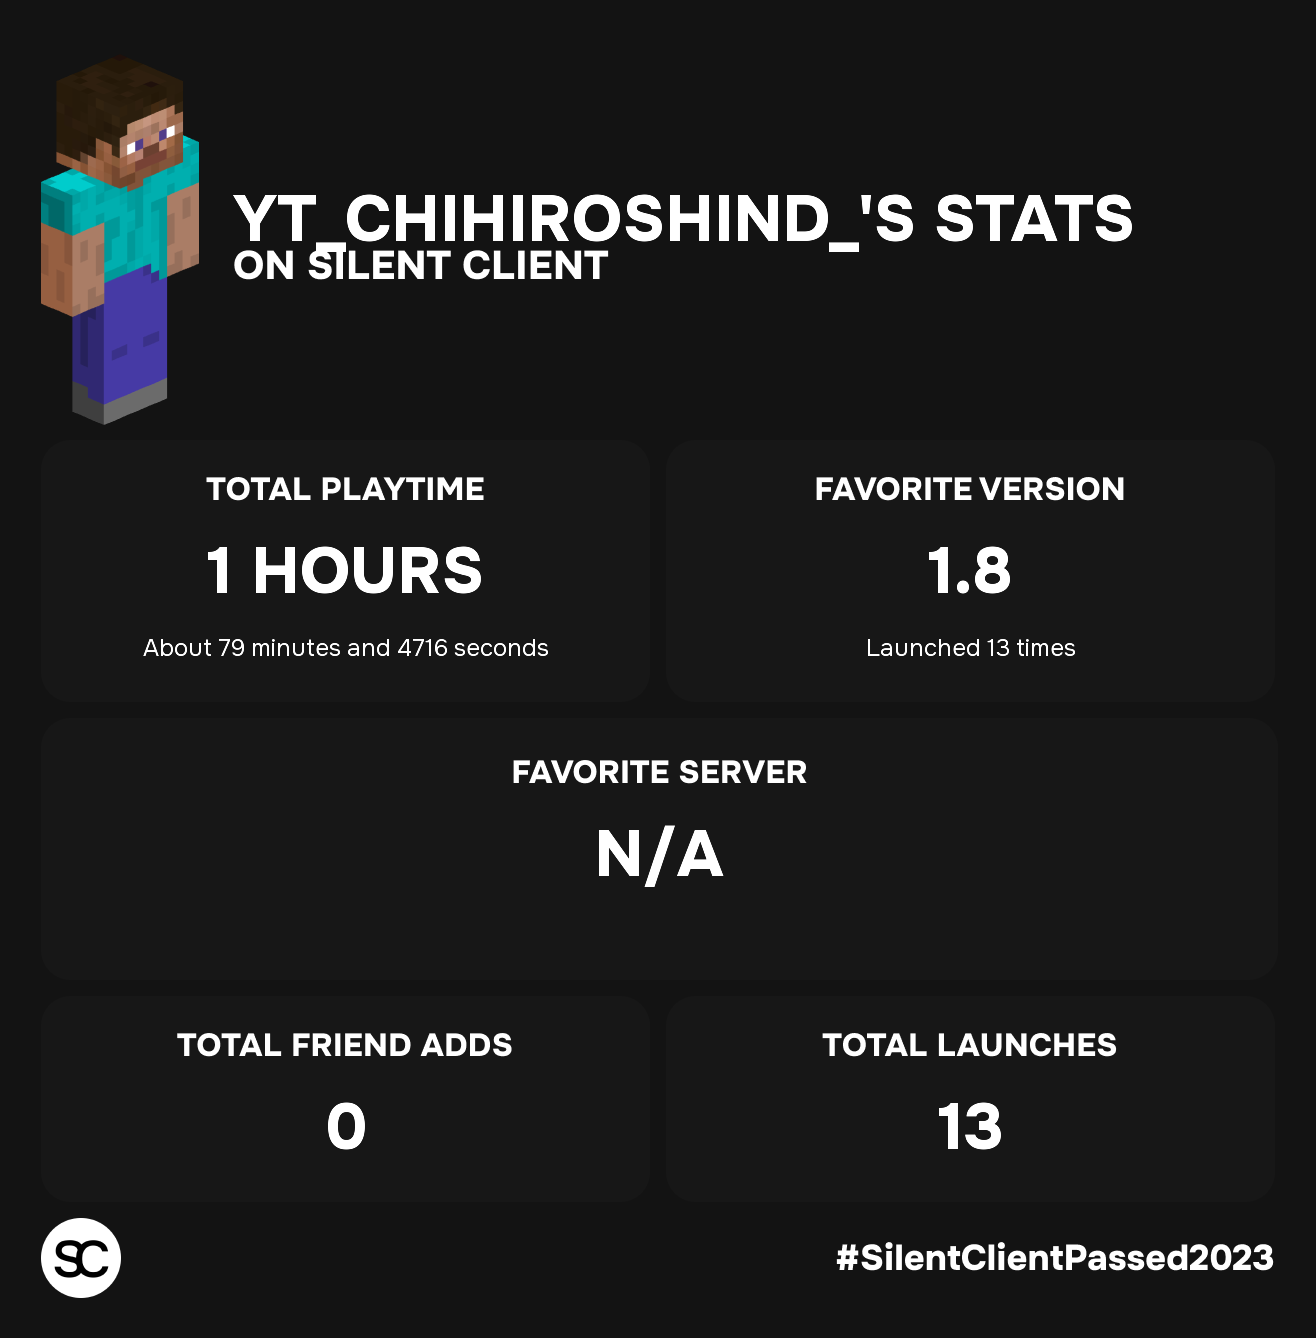 YT_CHIHIROSHIND_'S STATS
ON SILENT CLIENT
TOTAL PLAYTIME
1 HOURS
About 79 minutes and 4716 seconds
FAVORITE VERSION
1.8
Launched 13 times
FAVORITE SERVER
N/A
TOTAL FRIEND ADDS
0
TOTAL LAUNCHES
13
SC
#SilentClientPassed2023